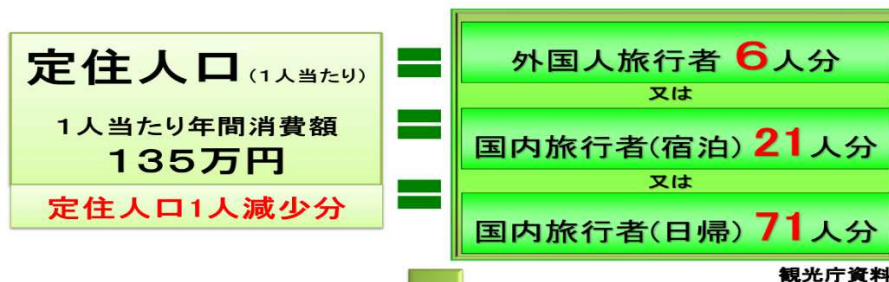 定住人口(1人当たり)
1人当たり年間消費額
135万円
定住人口1人減少分
=
=
=
外国人旅行者 6人分
又は
国内旅行者(宿泊) 21人分
又は
国内旅行者(日帰) 71人分
観光庁資料